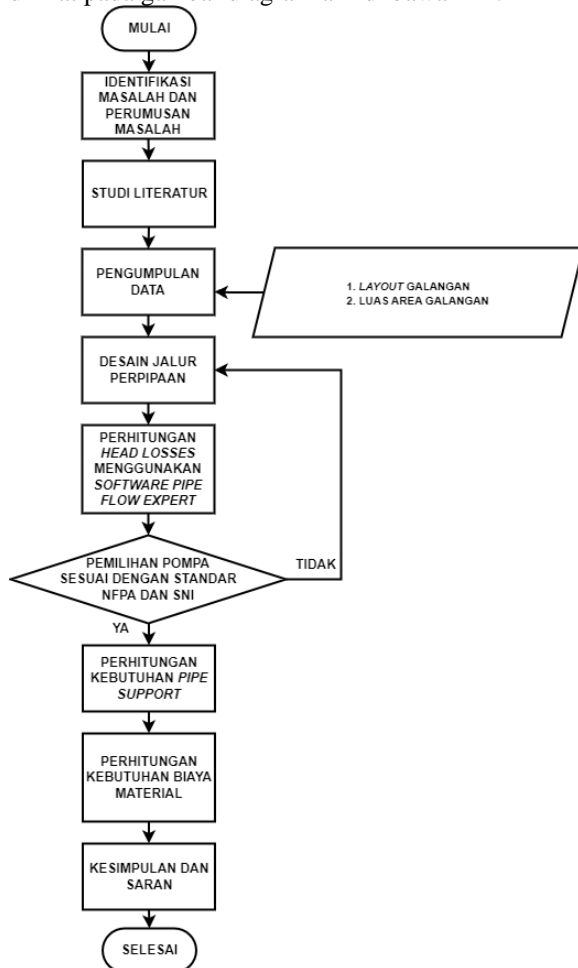 MULAI
IDENTIFIKASI
MASALAH DAN
PERUMUSAN
MASALAH
STUDI LITERATUR
PENGUMPULAN
DATA
1. LAYOUT GALANGAN
2. LUAS AREA GALANGAN
DESAIN JALUR
PERPIPAAN
PERHITUNGAN
HEAD LOSSES
MENGGUNAKAN
SOFTWARE PIPE
FLOW EXPERT
PEMILIHAN POMPA
SESUAI DENGAN STANDAR
NFPA DAN SNI
TIDAK
YA
PERHITUNGAN
KEBUTUHAN PIPE
SUPPORT
PERHITUNGAN
KEBUTUHAN BIAYA
MATERIAL
KESIMPULAN DAN
SARAN
SELESAI